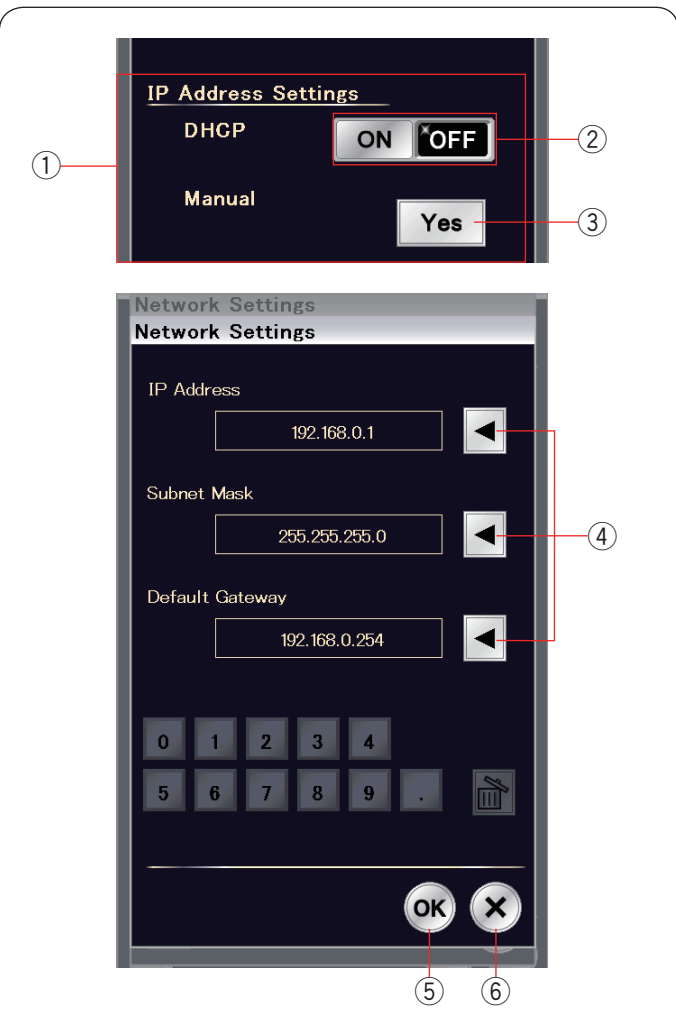 IP Address Settings
DHCP
ON OFF
②
①
Manual
Yes
③
Network Settings
Network Settings
IP Address
192.168.0.1
Subnet Mask
255.255.255.0
④
Default Gateway
192.168.0.254
0 1 2 3 4
5 6 7 8 9 .
OK ×
⑤ ⑥